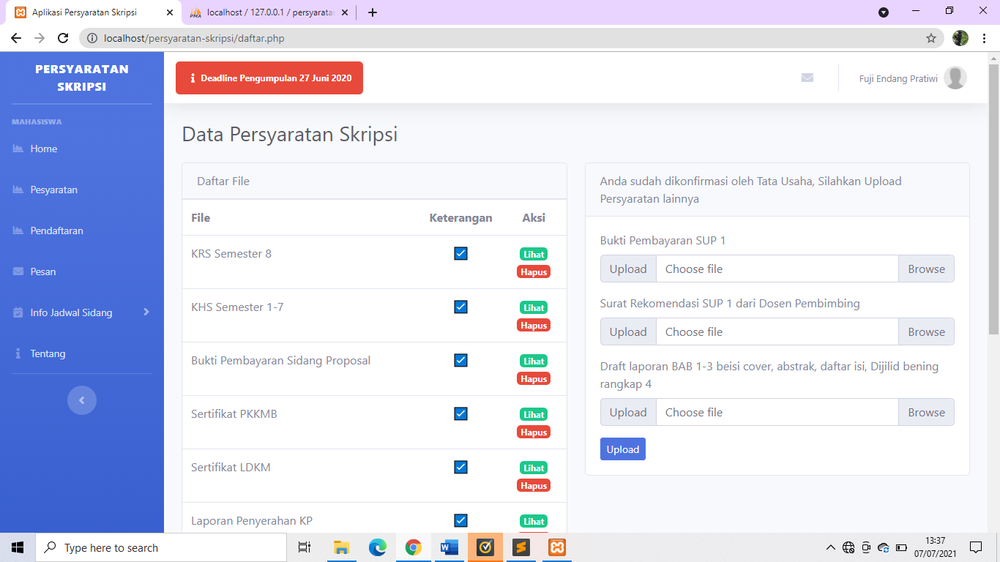 Aplikasi Persyaratan Skripsi
localhost / 127.0.0.1 / persyaratan
localhost/persyaratan-skripsi/daftar.php
PERSYARATAN
SKRIPSI
MAHASISWA
Home
Pesyaratan
Pendaftaran
Pesan
Info Jadwal Sidang
Tentang
Deadline Pengumpulan 27 Juni 2020
Fuji Endang Pratiwi
Data Persyaratan Skripsi
Daftar File
File Keterangan Aksi
KRS Semester 8 Lihat
Hapus
KHS Semester 1-7 Lihat
Hapus
Bukti Pembayaran Sidang Proposal Lihat
Hapus
Sertifikat PKKMB Lihat
Hapus
Sertifikat LDKM Lihat
Hapus
Laporan Penyerahan KP Lihat
Anda sudah dikonfirmasi oleh Tata Usaha, Silahkan Upload
Persyaratan lainnya
Bukti Pembayaran SUP 1
Upload Choose file Browse
Surat Rekomendasi SUP 1 dari Dosen Pembimbing
Upload Choose file Browse
Draft laporan BAB 1-3 beisi cover, abstrak, daftar isi, Dijilid bening
rangkap 4
Upload Choose file Browse
Upload
Type here to search
13:37
07/07/2021